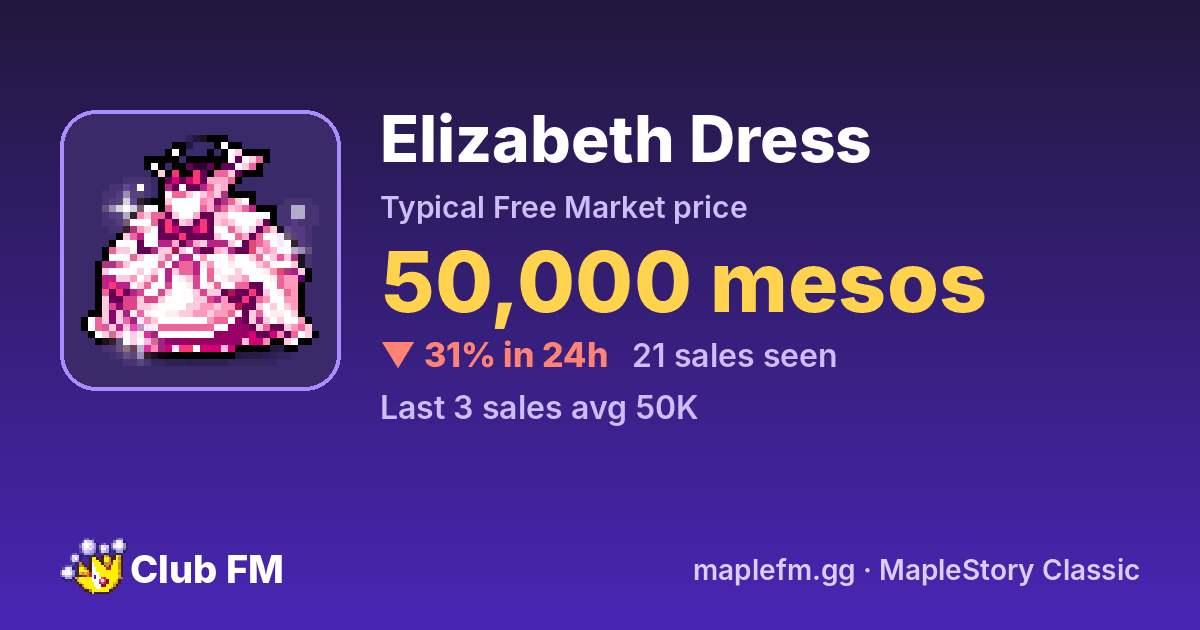 Elizabeth Dress
Typical Free Market price
50,000 mesos
▼ 31% in 24h 21 sales seen
Last 3 sales avg 50K
Club FM
maplefm.gg · MapleStory Classic